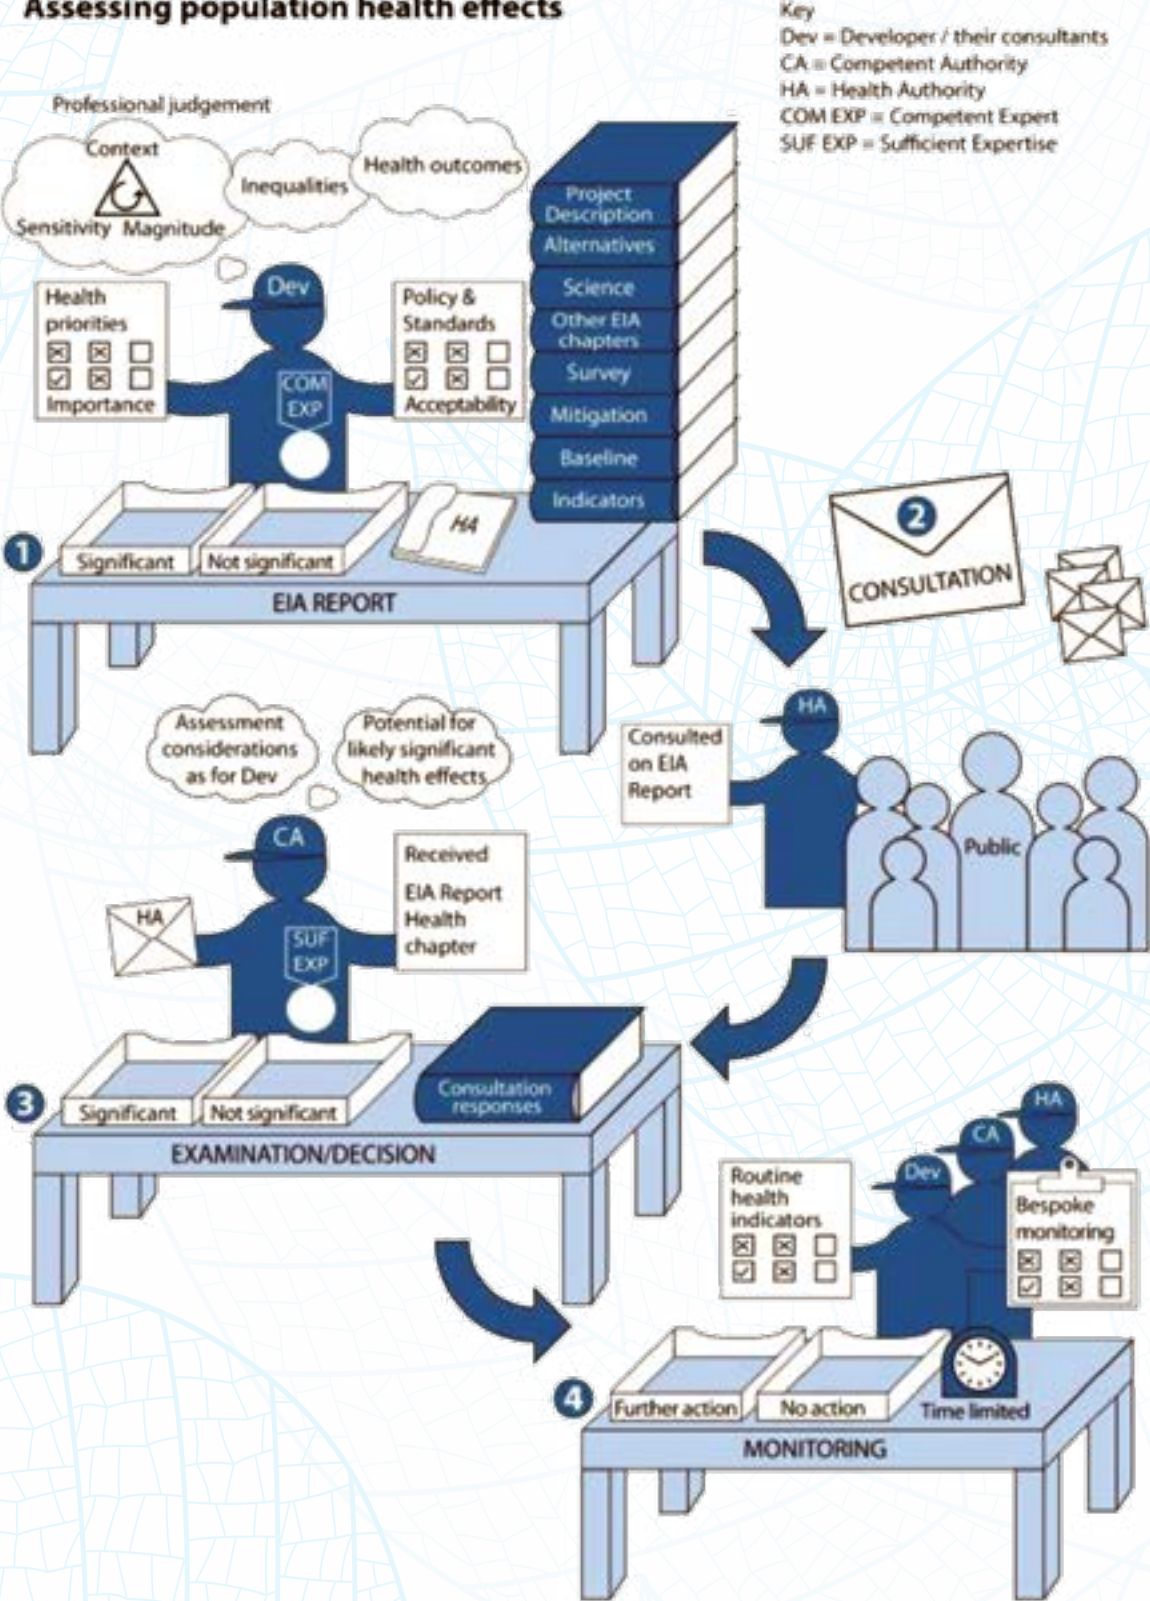 Assessing population health effects
Key
Dev = Developer / their consultants
CA = Competent Authority
HA = Health Authority
COM EXP = Competent Expert
SUF EXP = Sufficient Expertise
Professional judgement
Context
Sensitivity Magnitude
Inequalities
Health outcomes
Dev
Health
priorities
Importance
COM
EXP
Policy &
Standards
Acceptability
Project
Description
Alternatives
Science
Other EIA
chapters
Survey
Mitigation
Baseline
Indicators
1
Significant
Not significant
HA
EIA REPORT
2
CONSULTATION
HA
Consulted
on EIA
Report
Public
Assessment
considerations
as for Dev
Potential for
likely significant
health effects
CA
HA
SUF
EXP
Received
EIA Report
Health
chapter
3
Significant
Not significant
Consultation
responses
EXAMINATION/DECISION
HA
CA
Dev
Routine
health
indicators
Bespoke
monitoring
4
Further action
No action
Time limited
MONITORING